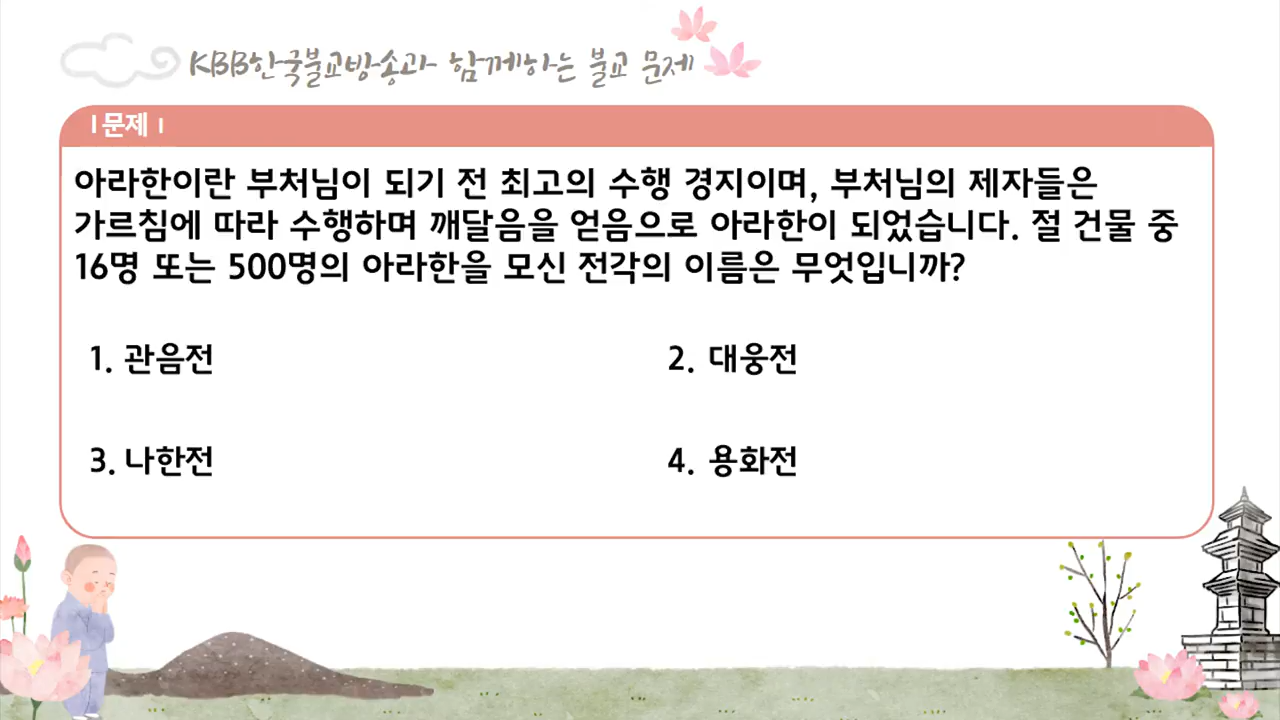 KBB한국불교방송과 함께하는 불교 문제
| 문제 |
아라한이란 부처님이 되기 전 최고의 수행 경지이며, 부처님의 제자들은
가르침에 따라 수행하며 깨달음을 얻음으로 아라한이 되었습니다. 절 건물 중
16명 또는 500명의 아라한을 모신 전각의 이름은 무엇입니까?
1. 관음전
2. 대웅전
3. 나한전
4. 용화전